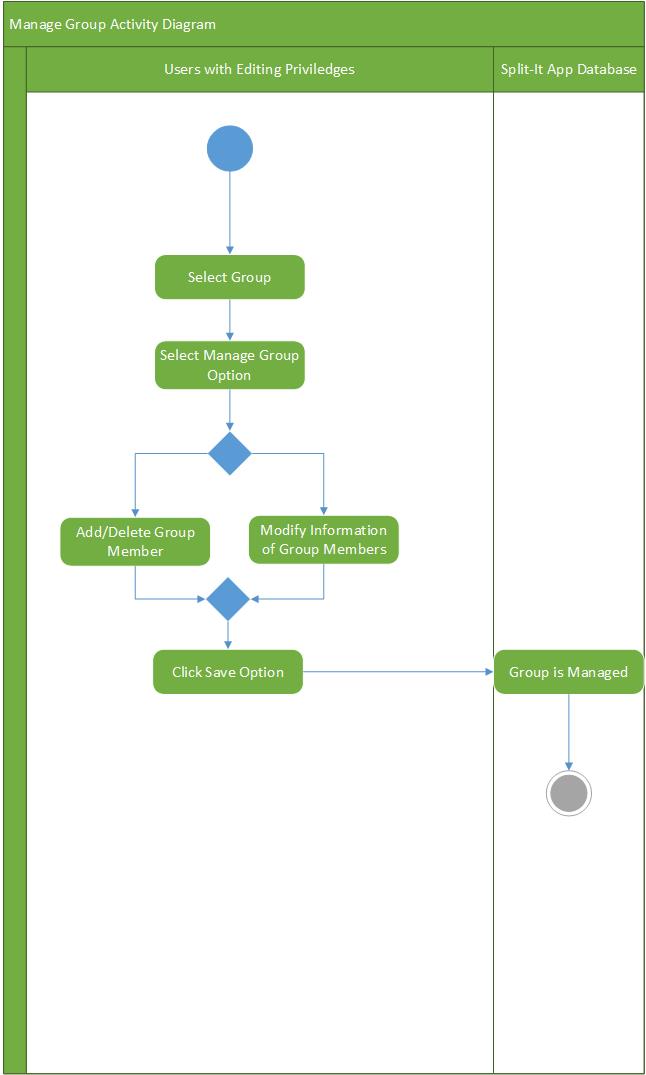 Manage Group Activity Diagram
Users with Editing Priviledges
Split-It App Database
Select Group
Select Manage Group
Option
Add/Delete Group
Member
Modify Information
of Group Members
Click Save Option
Group is Managed